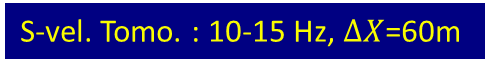 S-vel. Tomo. : 10-15 Hz, Δ𝑋=60m